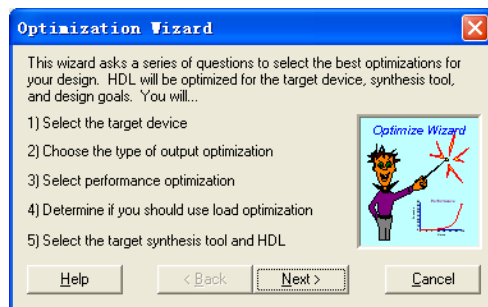 Optimization Wizard
This wizard asks a series of questions to select the best optimizations for
your design. HDL will be optimized for the target device, synthesis tool,
and design goals. You will...
1) Select the target device
2) Choose the type of output optimization
3) Select performance optimization
4) Determine if you should use load optimization
5) Select the target synthesis tool and HDL
Optimize Wizard
Performance
Help
< Back
Next >
Cancel